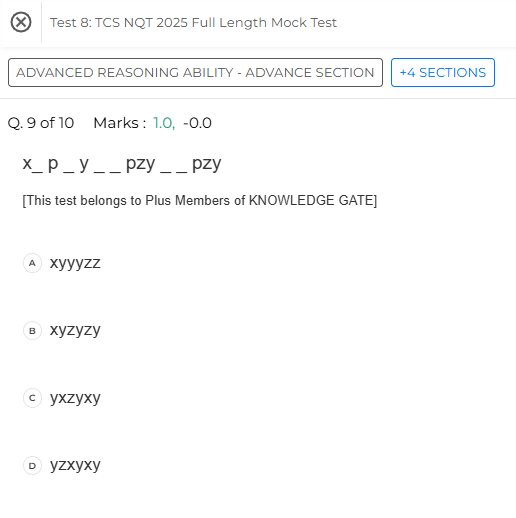 Test 8: TCS NQT 2025 Full Length Mock Test
ADVANCED REASONING ABILITY - ADVANCE SECTION +4 SECTIONS
Q. 9 of 10 Marks : 1.0, -0.0
x_ p _ y _ _ pzy _ _ pzy
[This test belongs to Plus Members of KNOWLEDGE GATE]
A xyyyzz
B xyzyzy
C yxzyxy
D yzxyxy